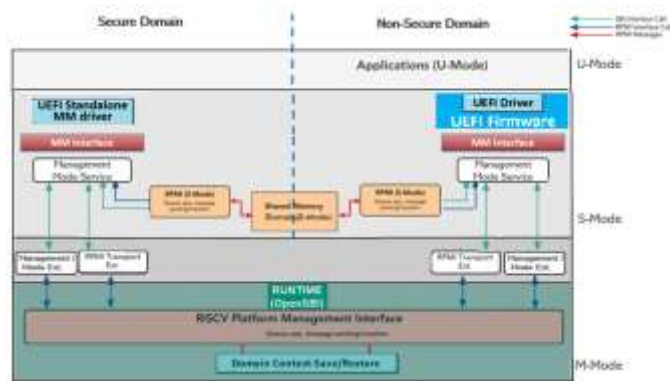 Secure Domain
Non-Secure Domain
Applications (U-Mode)
U-Mode
UEFI Standalone
MM driver
UEFI Driver
UEFI Firmware
MM Interface
MM Interface
Management
Mode Service
Management
Mode Service
RPMI (S-Mode)
RPMI (S-Mode)
Shared Memory
S-Mode
Management
Mode Ext.
RPMI Transport
Ext.
RPMI Transport
Ext.
Management
Mode Ext.
RUNTIME
(OpenSBI)
RISCV Platform Management Interface
Domain Context Save/Restore
M-Mode